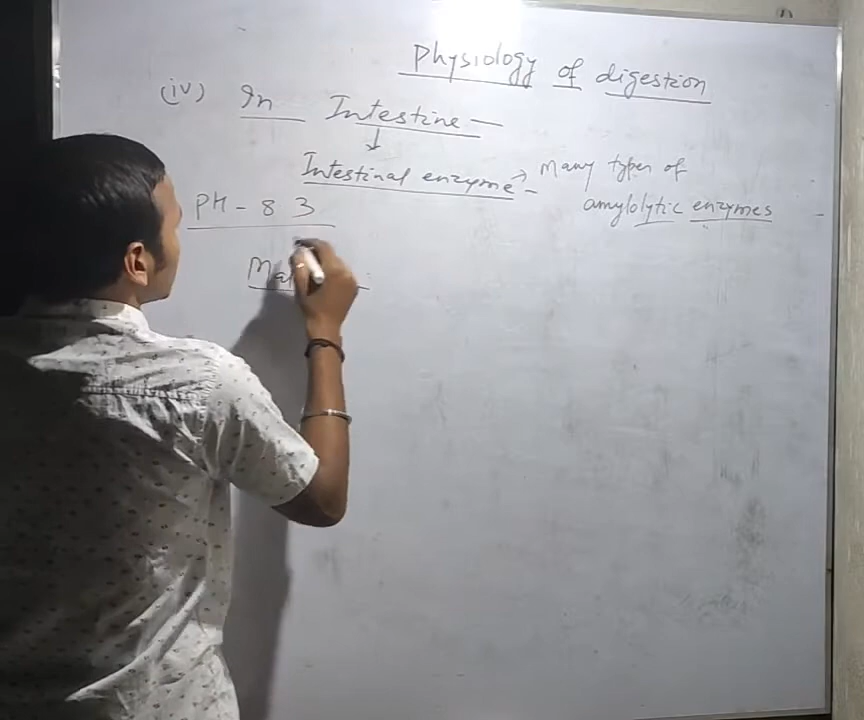 Physiology of digestion
(iv) In Intestine —
↓
Intestinal enzyme → Many types of
amylolytic enzymes
PH - 8 3